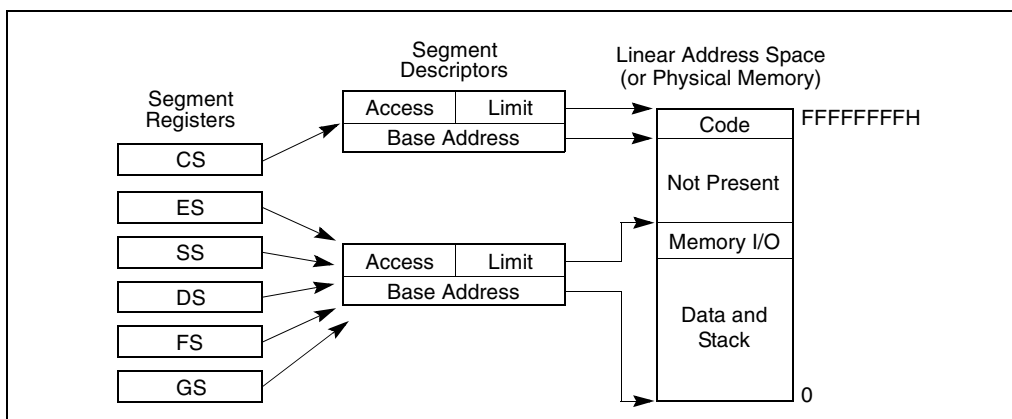 Segment
Registers
CS
ES
SS
DS
FS
GS
Segment
Descriptors
Access
Limit
Base Address
Access
Limit
Base Address
Linear Address Space
(or Physical Memory)
Code
FFFFFFFFH
Not Present
Memory I/O
Data and
Stack
0